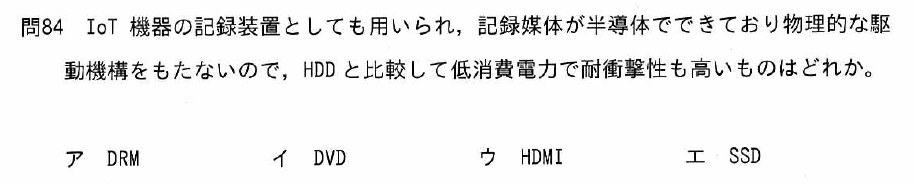 問84 IoT 機器の記録装置としても用いられ，記録媒体が半導体でできており物理的な駆
動機構をもたないので，HDD と比較して低消費電力で耐衝撃性も高いものはどれか。
ア DRM イ DVD ウ HDMI エ SSD